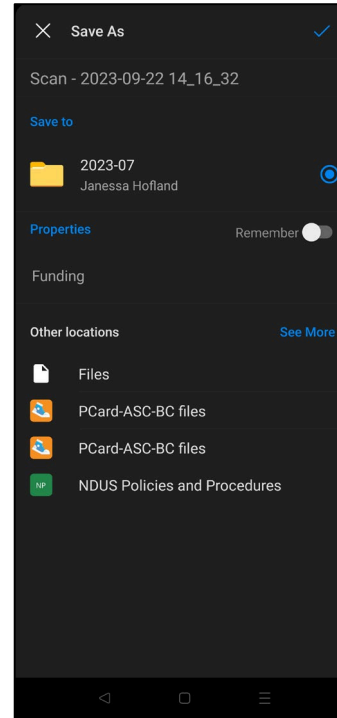 Save As
Scan - 2023-09-22 14_16_32
Save to
2023-07
Janessa Hofland
Properties
Remember
Funding
Other locations
See More
Files
PCard-ASC-BC files
PCard-ASC-BC files
NP
NDUS Policies and Procedures